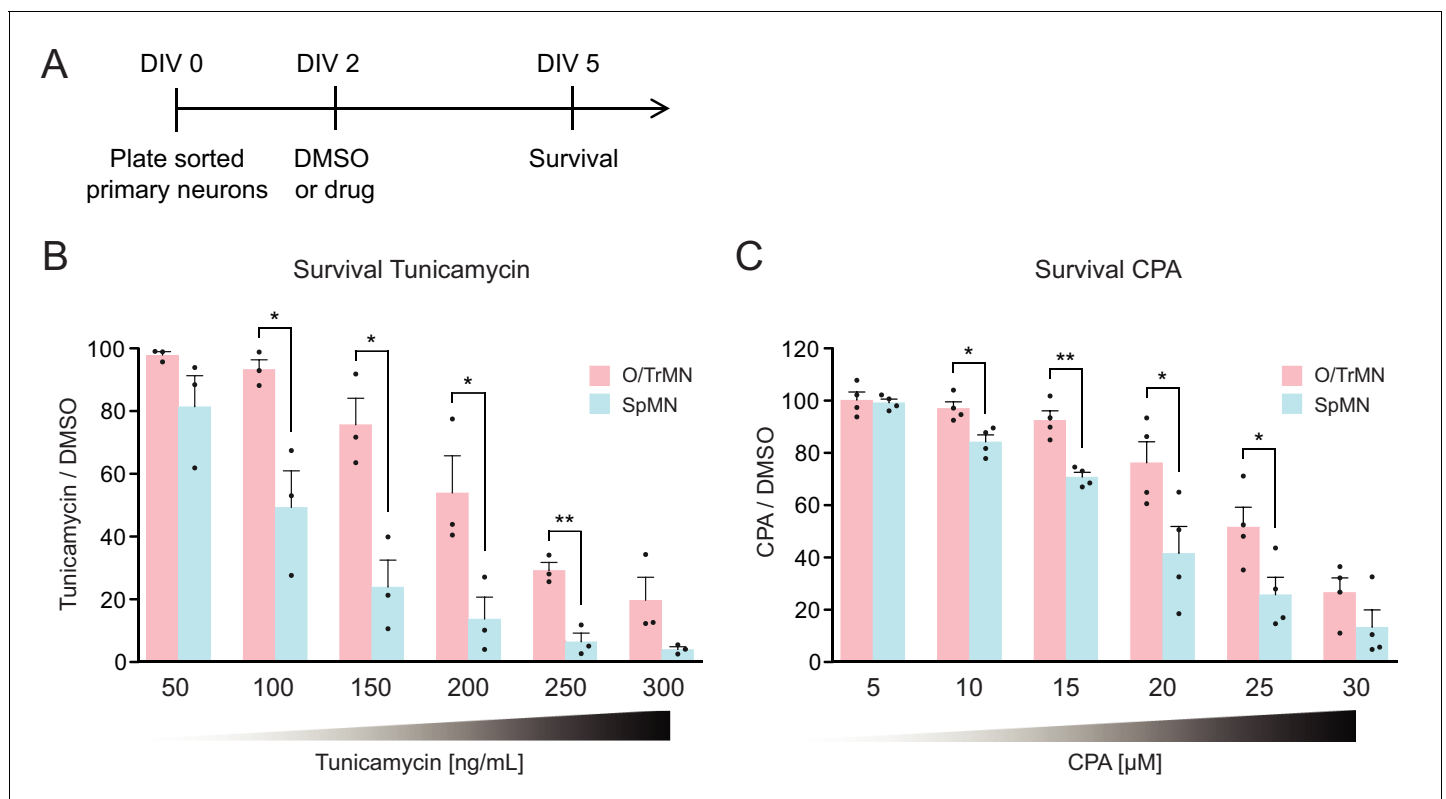 A
DIV 0 DIV 2 DIV 5
Plate sorted
primary neurons
DMSO
or drug
Survival
B
Survival Tunicamycin
Tunicamycin / DMSO
100
80
60
40
20
0
* * * **
O/TrMN
SpMN
50 100 150 200 250 300
Tunicamycin [ng/mL]
C
Survival CPA
CPA / DMSO
120
100
80
60
40
20
0
* ** * *
O/TrMN
SpMN
5 10 15 20 25 30
CPA [µM]